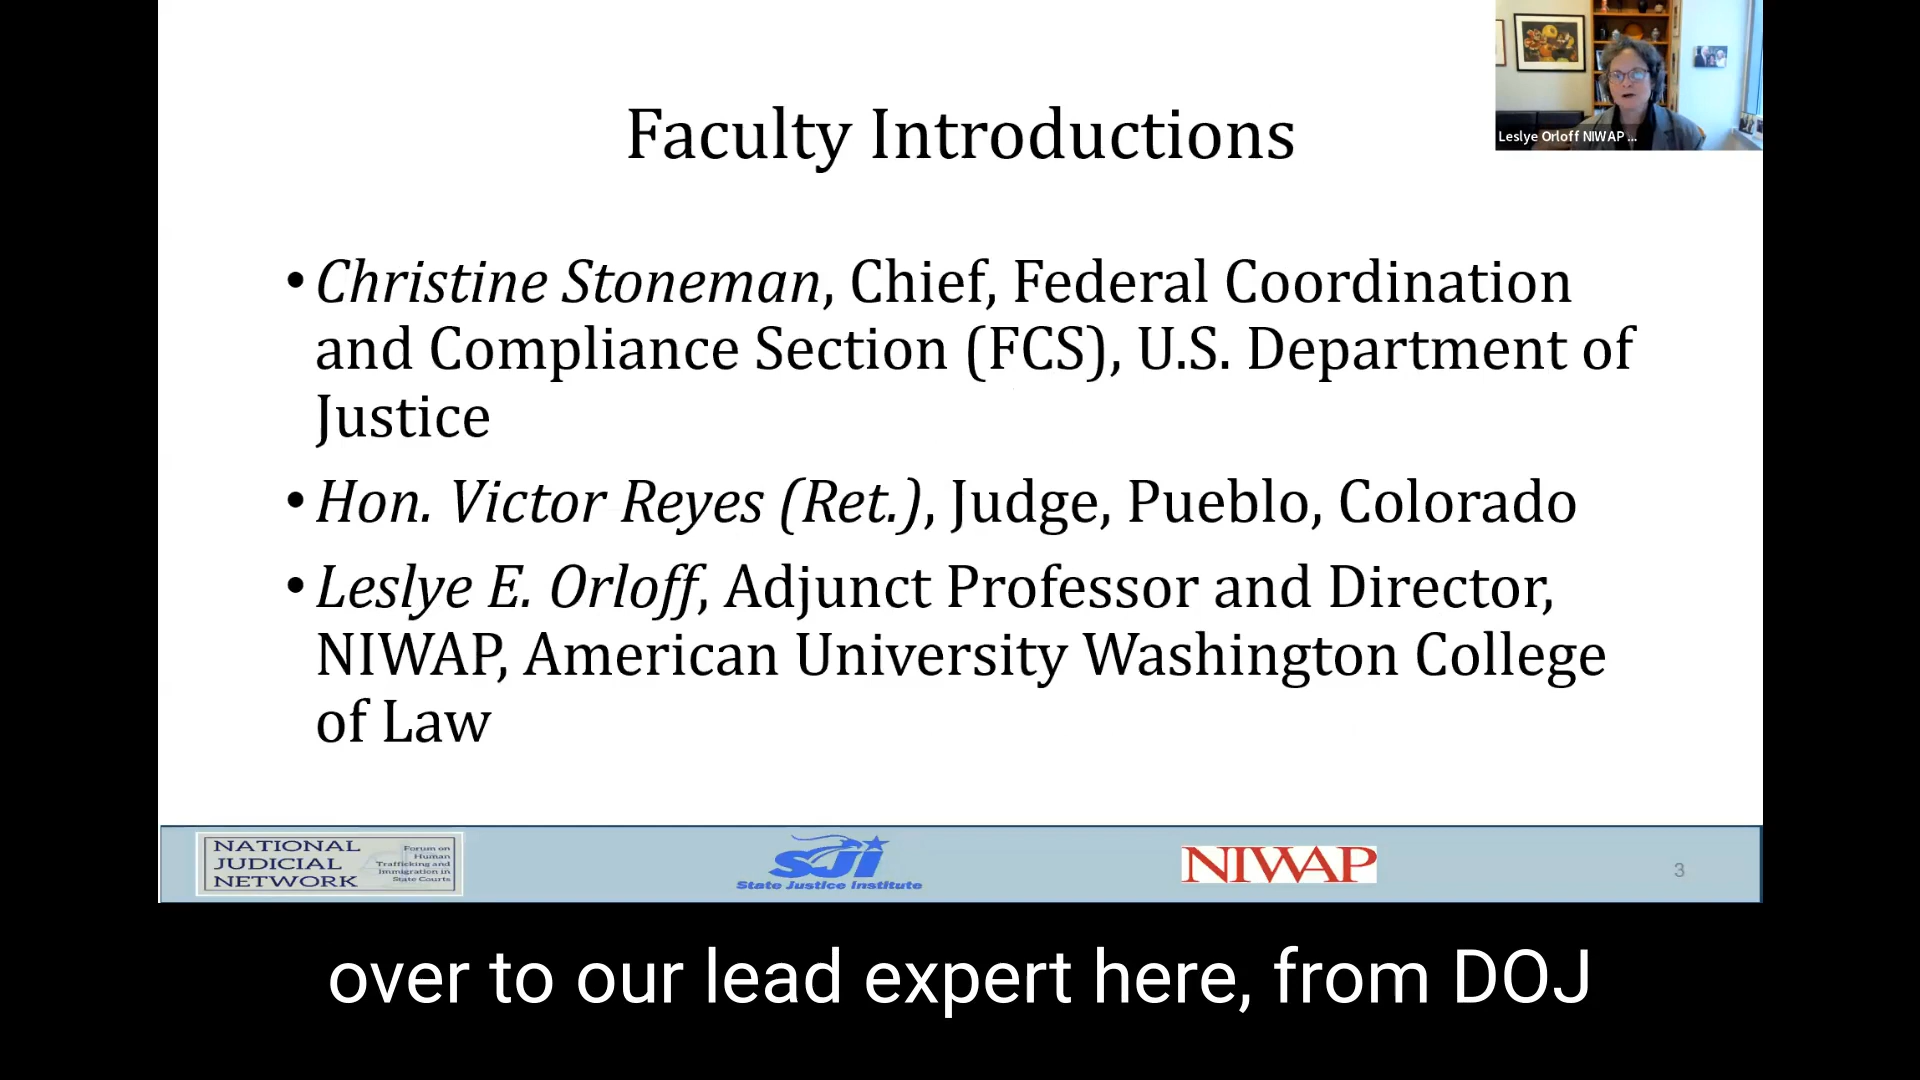 Leslye Orloff NIWAP ...
Faculty Introductions
• Christine Stoneman, Chief, Federal Coordination
and Compliance Section (FCS), U.S. Department of
Justice
• Hon. Victor Reyes (Ret.), Judge, Pueblo, Colorado
• Leslye E. Orloff, Adjunct Professor and Director,
NIWAP, American University Washington College
of Law
NATIONAL
JUDICIAL
NETWORK
Forum on
Human
Trafficking and
Immigration in
State Courts
SJI
State Justice Institute
NIWAP
3
over to our lead expert here, from DOJ